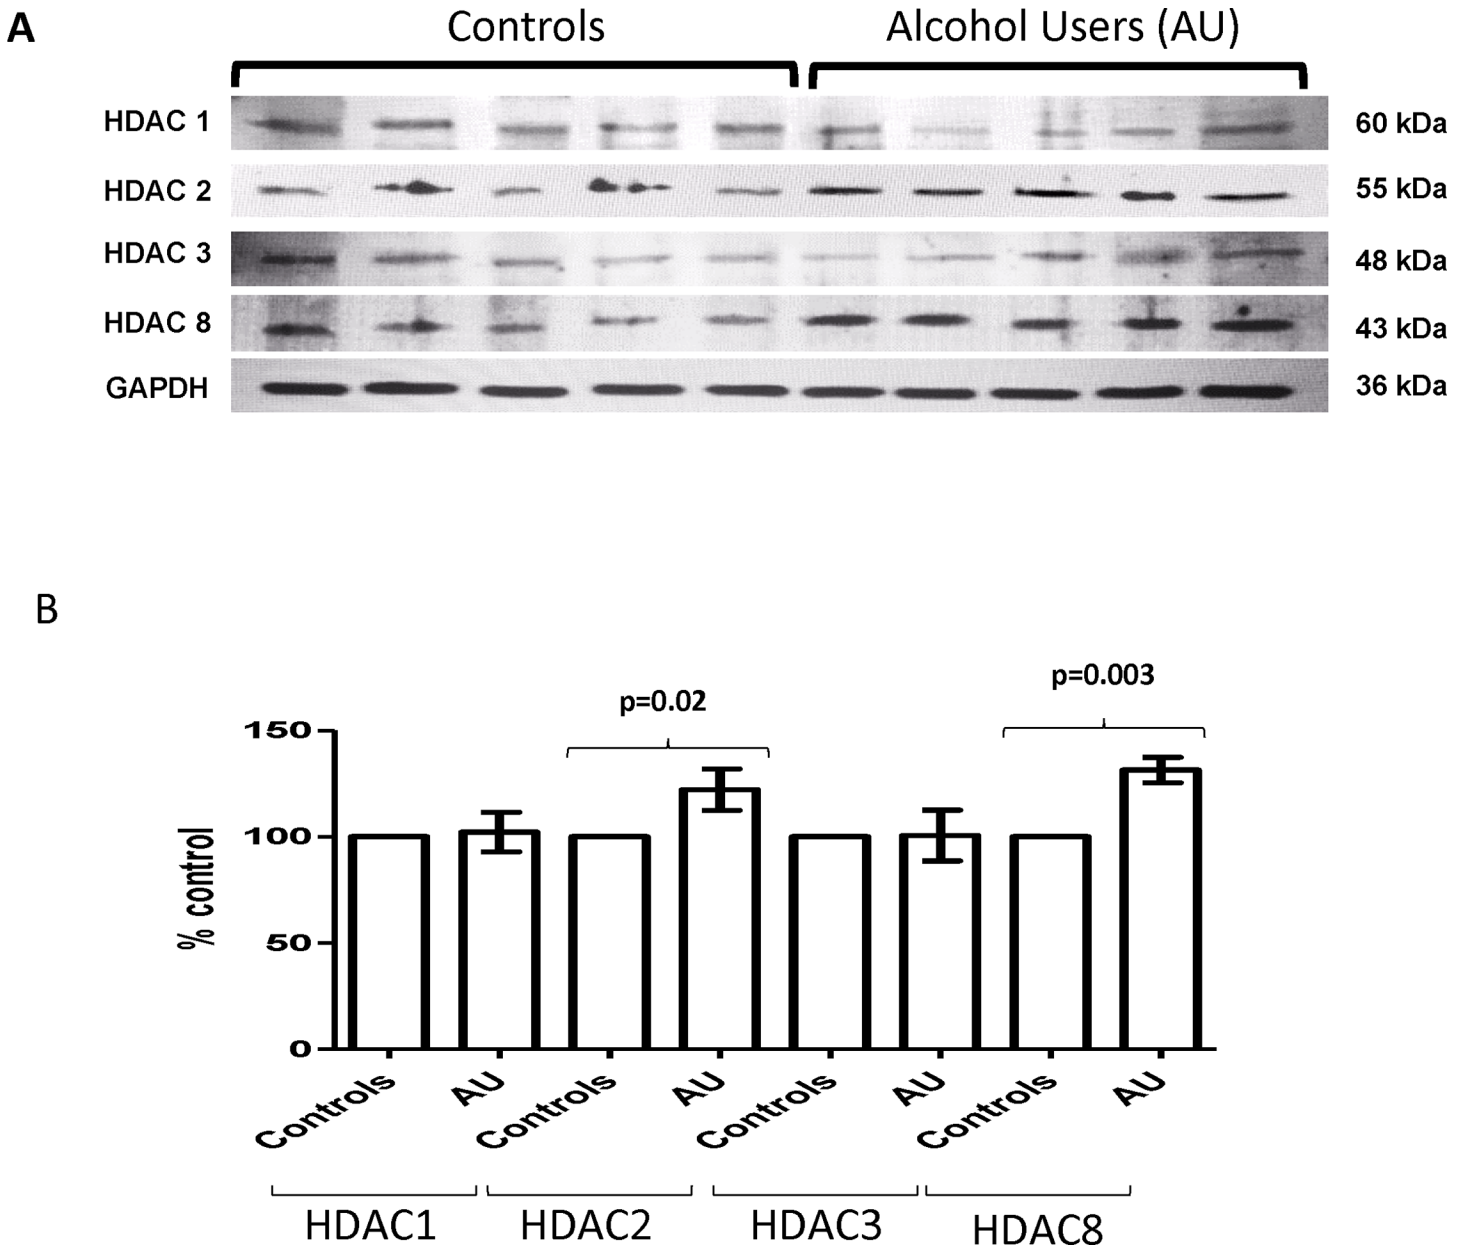 A
Controls Alcohol Users (AU)
HDAC 1 60 kDa
HDAC 2 55 kDa
HDAC 3 48 kDa
HDAC 8 43 kDa
GAPDH 36 kDa
B
p=0.02 p=0.003
% control
150
100
50
0
Controls AU Controls AU Controls AU Controls AU
HDAC1 HDAC2 HDAC3 HDAC8